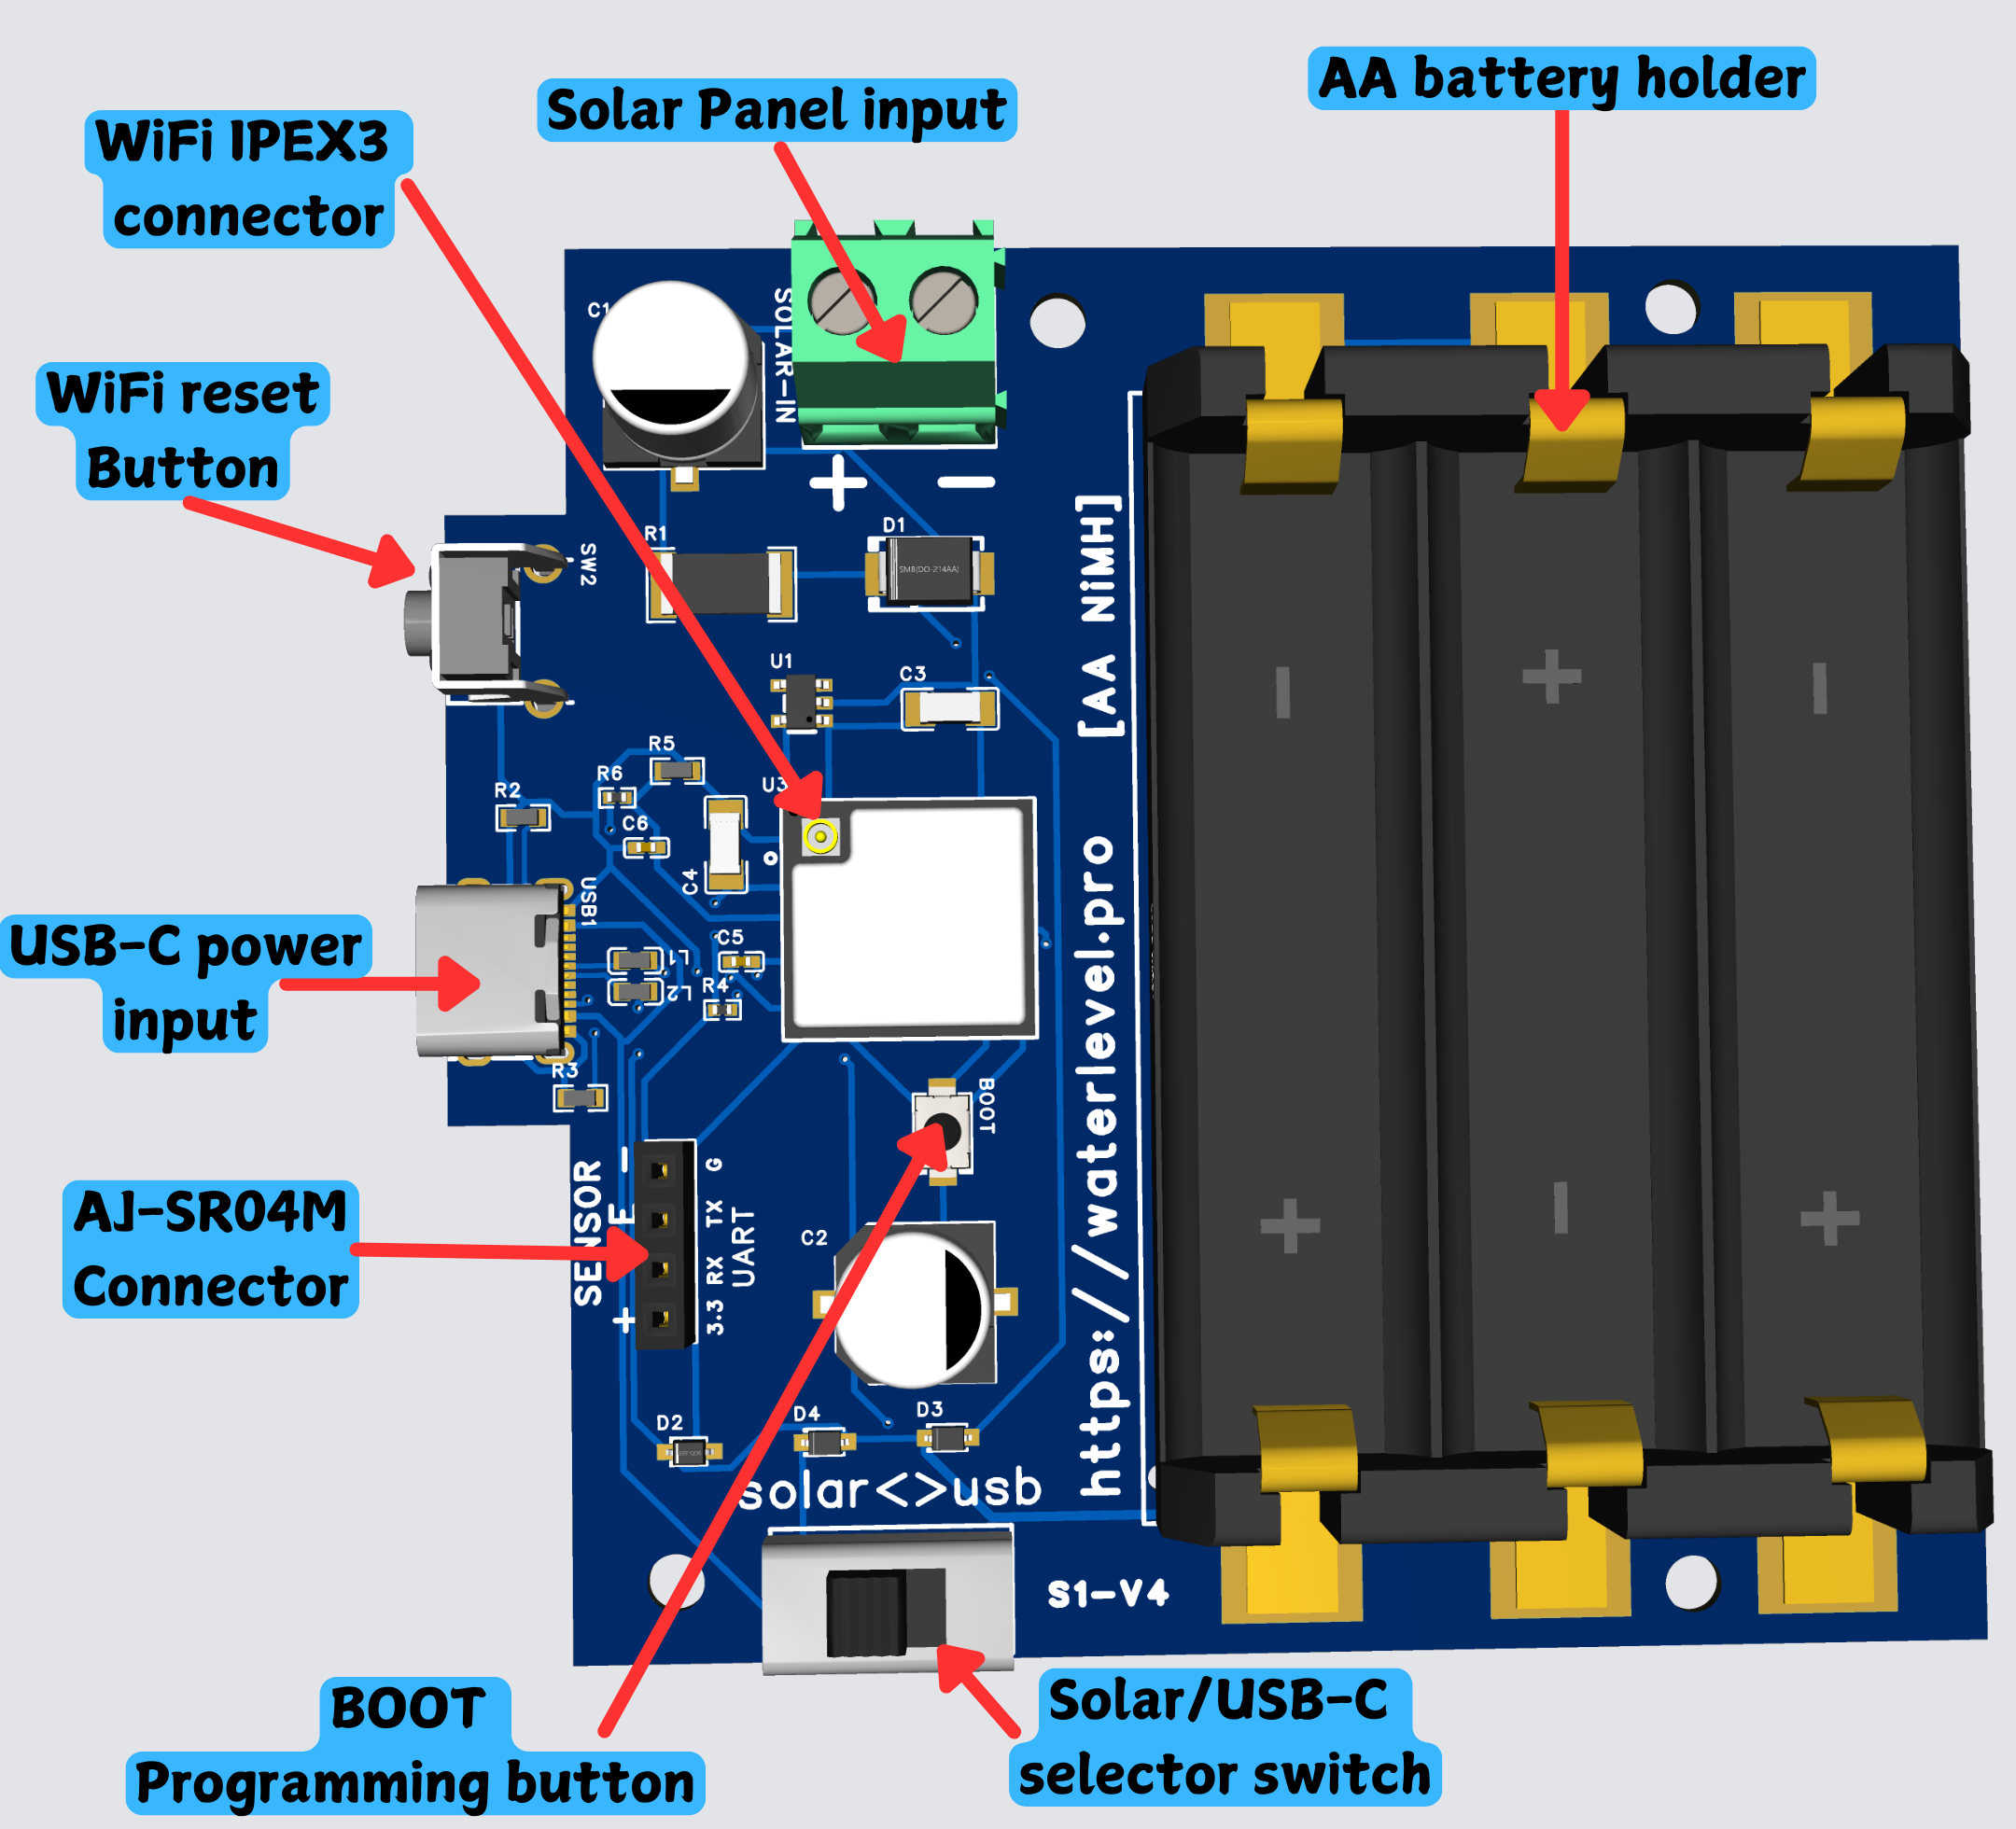 AA battery holder
Solar Panel input
WiFi IPEX3
connector
WiFi reset
Button
USB-C power
input
AJ-SR04M
Connector
BOOT
Programming button
Solar/USB-C
selector switch
C1
SOLAR-IN
+ −
SW2
R1
D1
SMB(DO-214AA)
U1
C3
[AA NiMH]
https://waterlevel.pro
R5
R6
R2
C6
U3
C4
USB1
L1
L2
C5
R4
R3
BOOT
SENSOR
− E +
G
TX
RX
3.3
UART
C2
D2
D4
D3
solar<>usb
S1-V4
− + −
+ − +